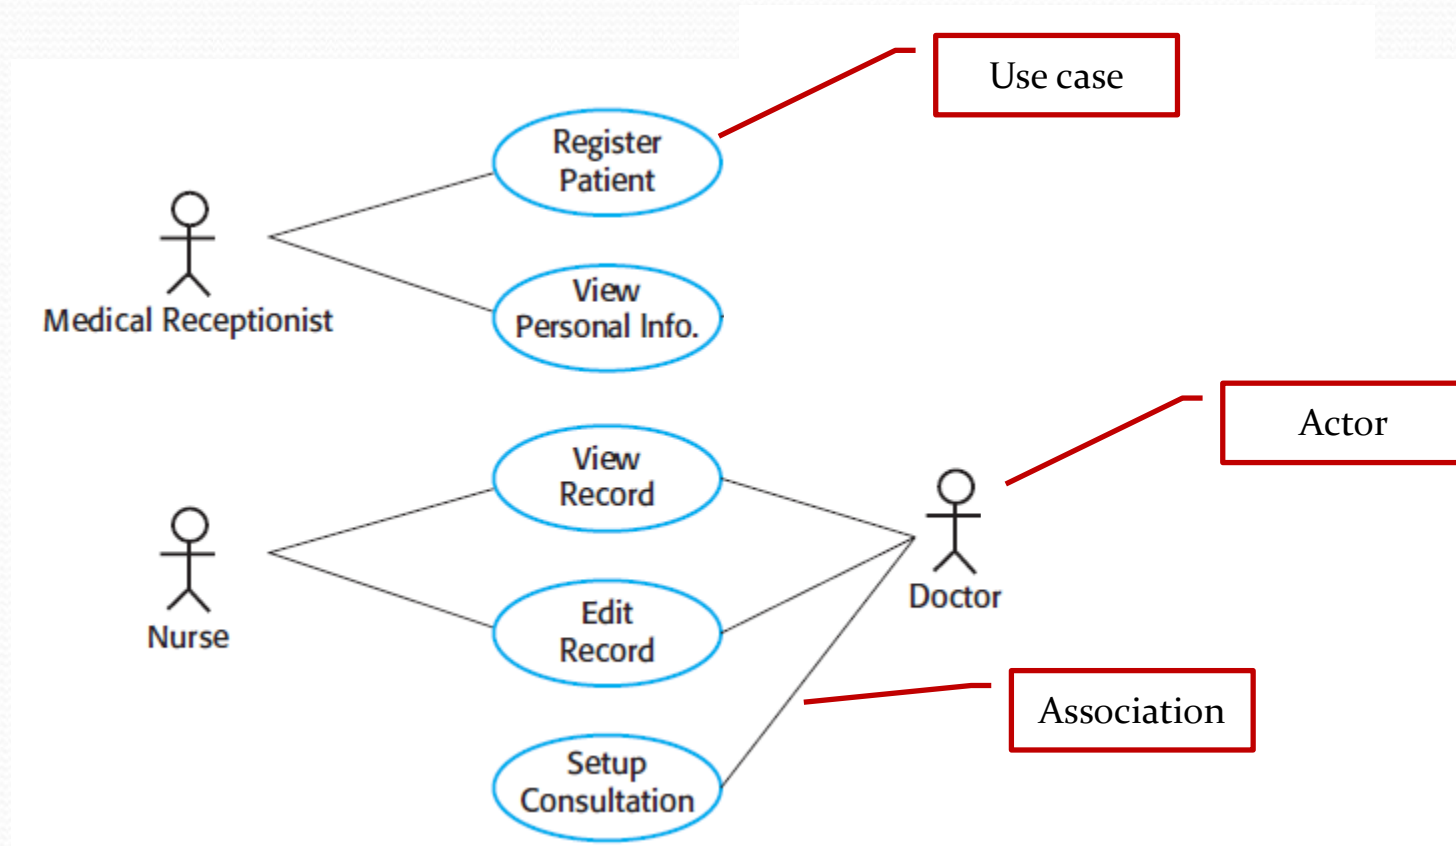 Use case
Register
Patient
Medical Receptionist
View
Personal Info.
Actor
View
Record
Doctor
Nurse
Edit
Record
Association
Setup
Consultation